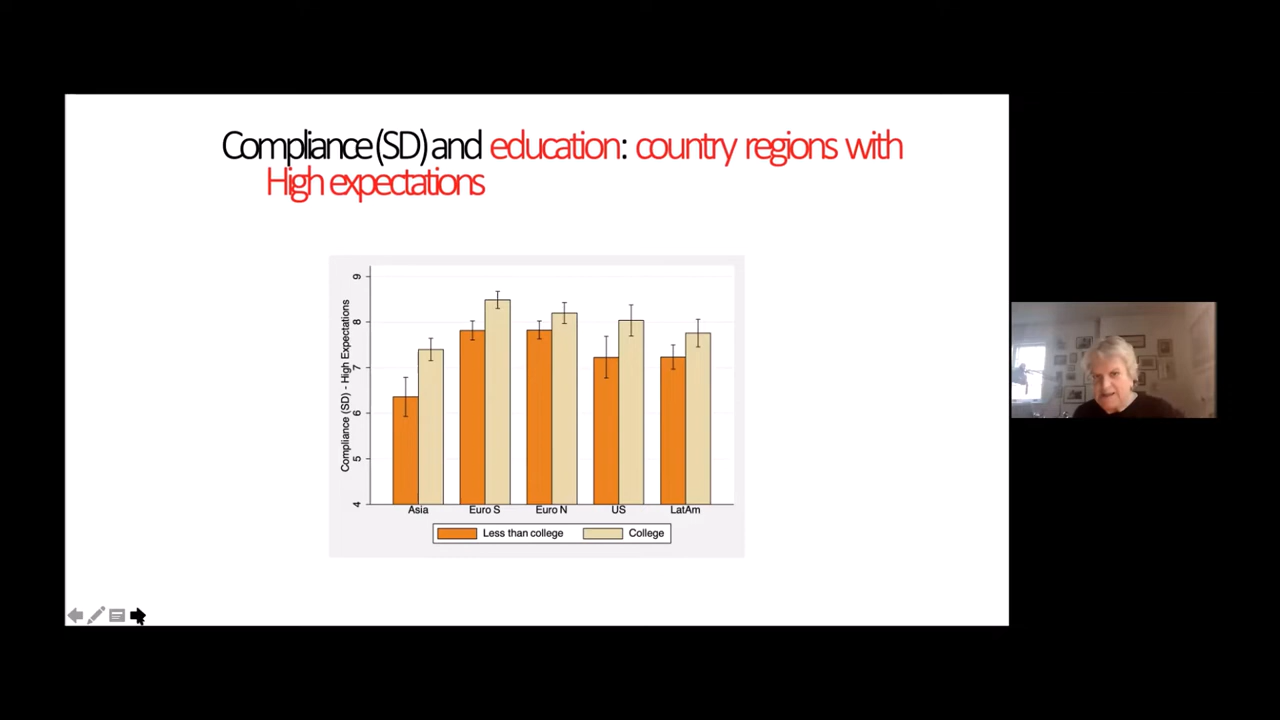 Compliance (SD) and education: country regions with
High expectations
Compliance (SD) - High Expectations
9
8
7
6
5
4
Asia Euro S Euro N US LatAm
Less than college College